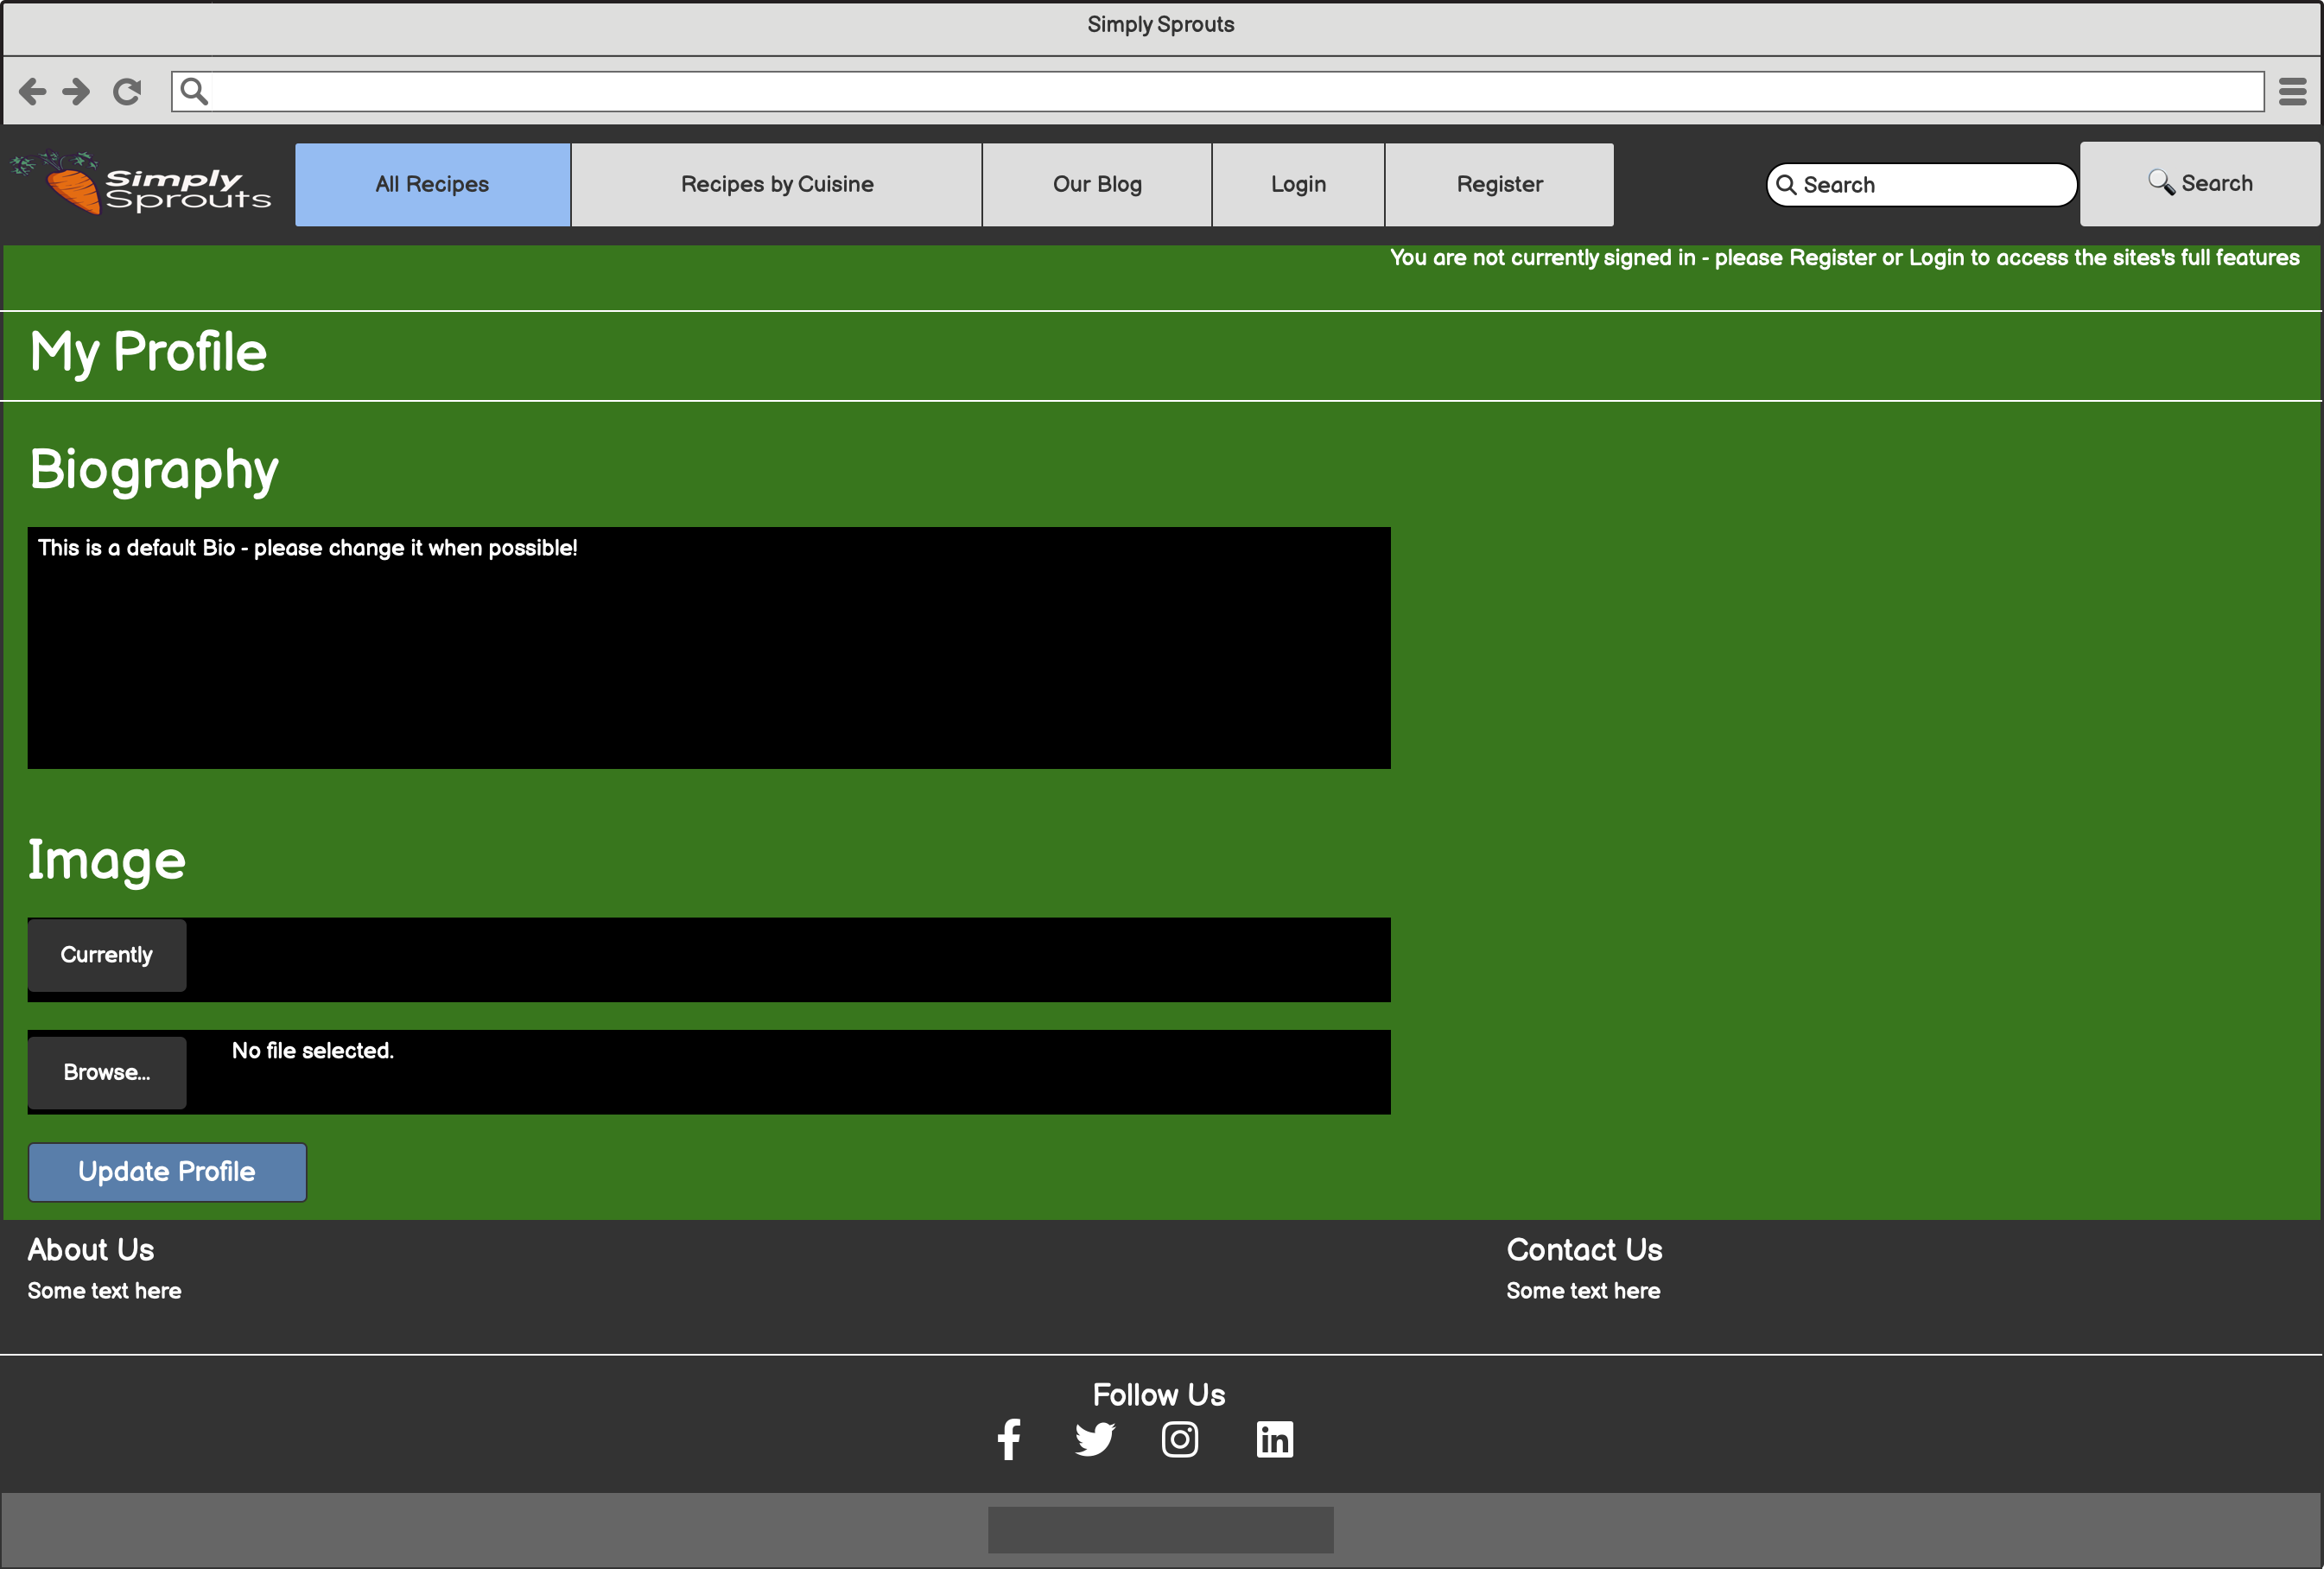 Simply Sprouts
Simply
Sprouts
All Recipes
Recipes by Cuisine
Our Blog
Login
Register
Search
Search
You are not currently signed in - please Register or Login to access the sites's full features
My Profile
Biography
This is a default Bio - please change it when possible!
Image
Currently
No file selected.
Browse...
Update Profile
About Us
Some text here
Contact Us
Some text here
Follow Us